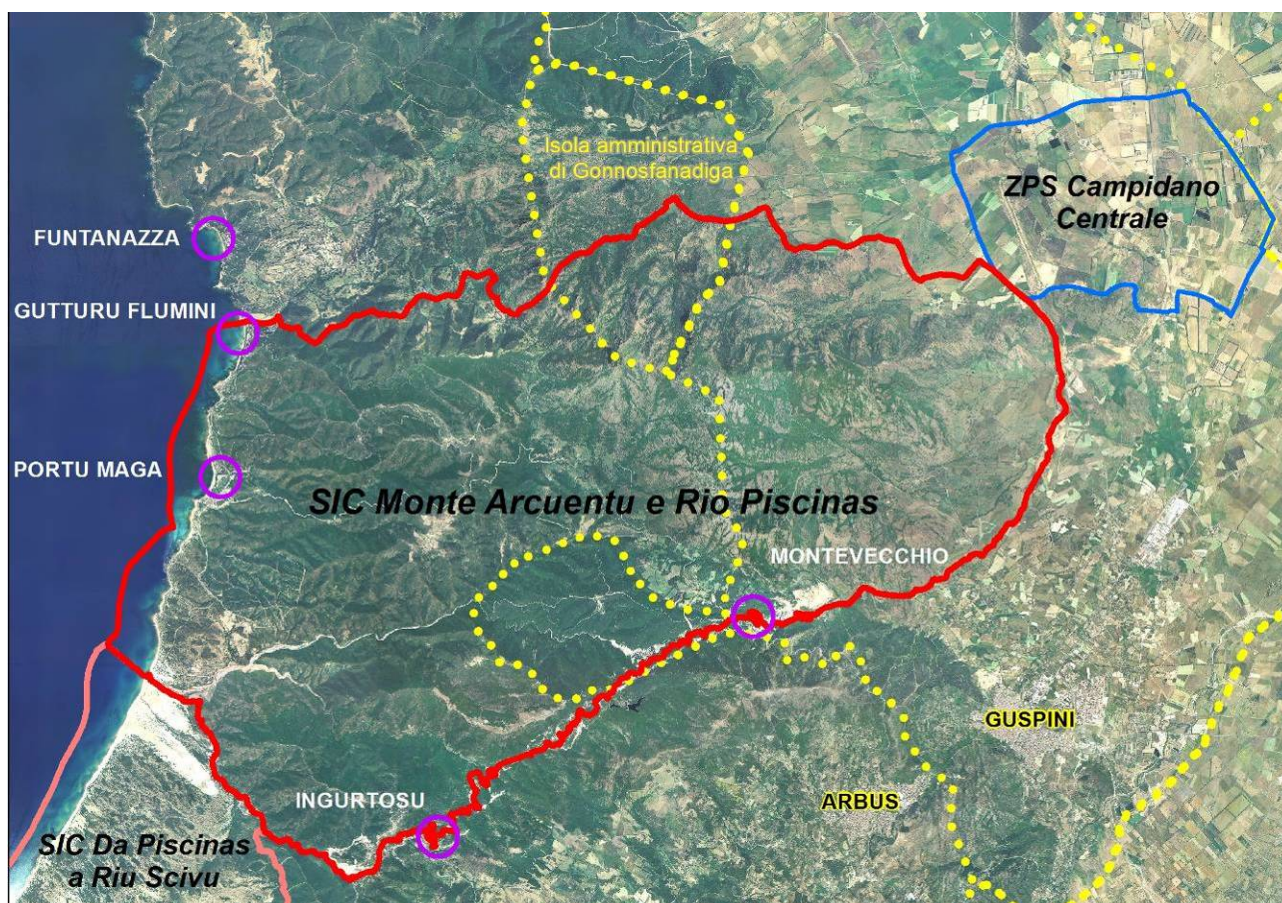 Isola amministrativa
di Gonnosfanadiga
ZPS Campidano
Centrale
FUNTANAZZA
GUTTURU FLUMINI
PORTU MAGA
SIC Monte Arcuentu e Rio Piscinas
MONTEVECCHIO
GUSPINI
INGURTOSU
ARBUS
SIC Da Piscinas
a Riu Scivu